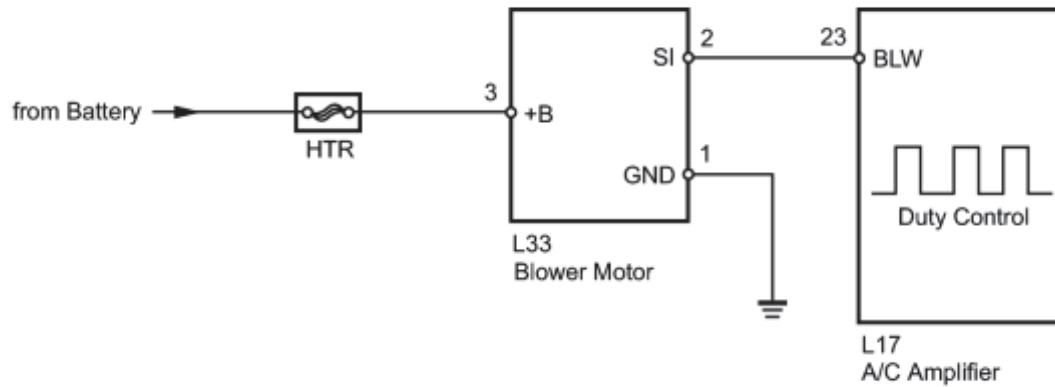 from Battery
HTR
3
+B
SI
2
GND
1
L33
Blower Motor
23
BLW
Duty Control
L17
A/C Amplifier